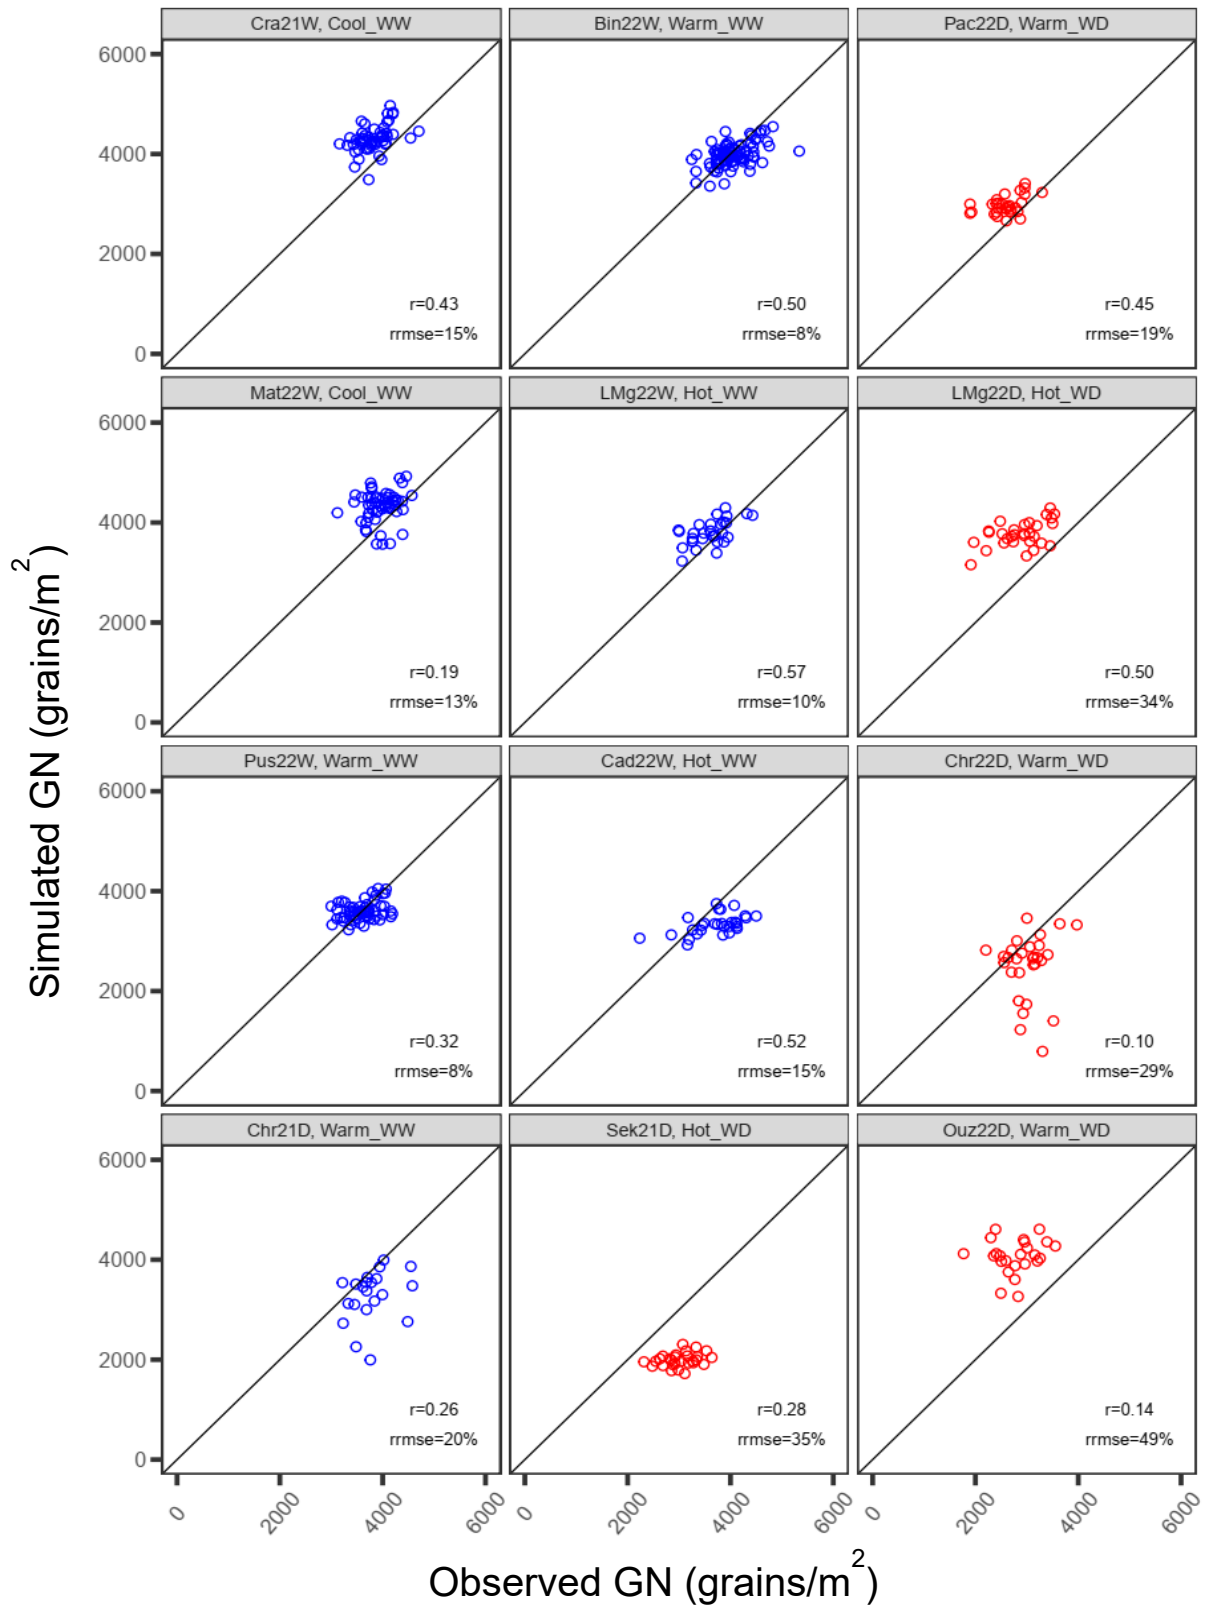 Cra21W, Cool_WW
Bin22W, Warm_WW
Pac22D, Warm_WD
6000
4000
2000
0
r=0.43
rrmse=15%
r=0.50
rrmse=8%
r=0.45
rrmse=19%
Mat22W, Cool_WW
LMg22W, Hot_WW
LMg22D, Hot_WD
6000
4000
2000
0
r=0.19
rrmse=13%
r=0.57
rrmse=10%
r=0.50
rrmse=34%
Pus22W, Warm_WW
Cad22W, Hot_WW
Chr22D, Warm_WD
6000
4000
2000
0
r=0.32
rrmse=8%
r=0.52
rrmse=15%
r=0.10
rrmse=29%
Chr21D, Warm_WW
Sek21D, Hot_WD
Ouz22D, Warm_WD
6000
4000
2000
0
r=0.26
rrmse=20%
r=0.28
rrmse=35%
r=0.14
rrmse=49%
0 2000 4000 6000
0 2000 4000 6000
0 2000 4000 6000
Simulated GN (grains/m²)
Observed GN (grains/m²)